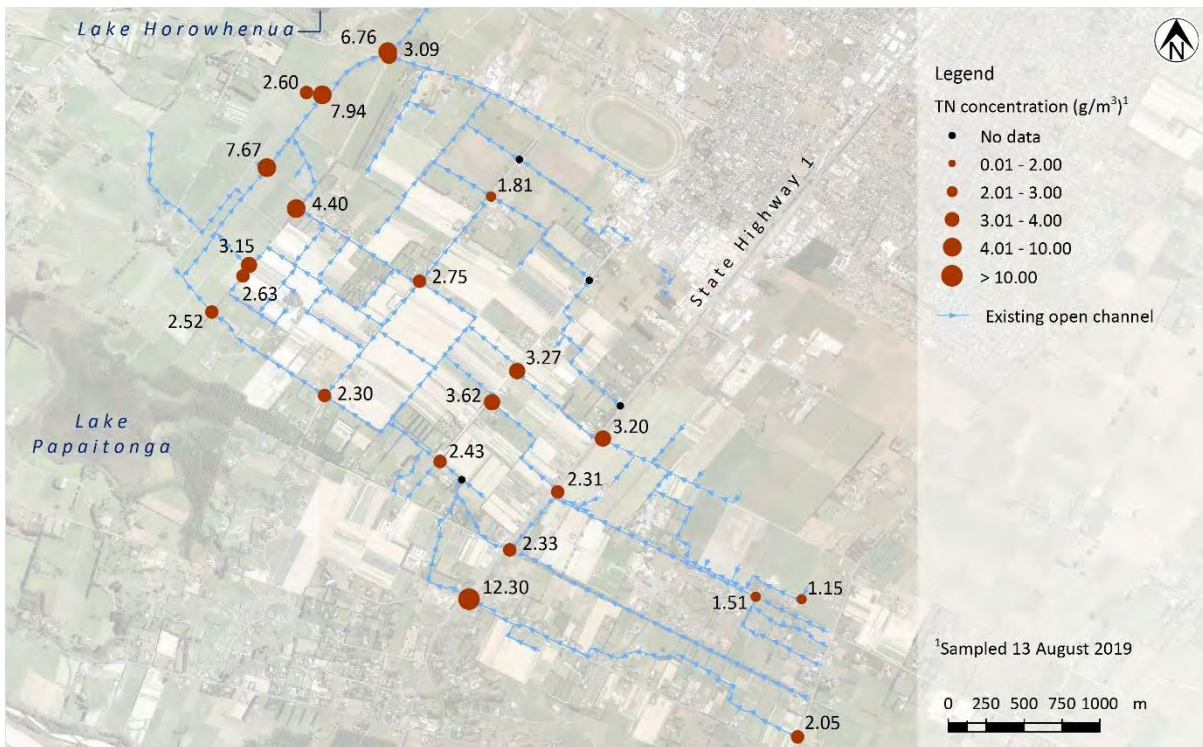 Lake Horowhenua
6.76
3.09
2.60
7.94
7.67
1.81
4.40
3.15
2.63
2.75
2.52
State Highway 1
3.27
2.30
3.62
Lake
Papaitonga
3.20
2.43
2.31
2.33
12.30
1.51
1.15
2.05
N
Legend
TN concentration (g/m³)¹
No data
0.01 - 2.00
2.01 - 3.00
3.01 - 4.00
4.01 - 10.00
> 10.00
Existing open channel
¹Sampled 13 August 2019
0 250 500 750 1000 m